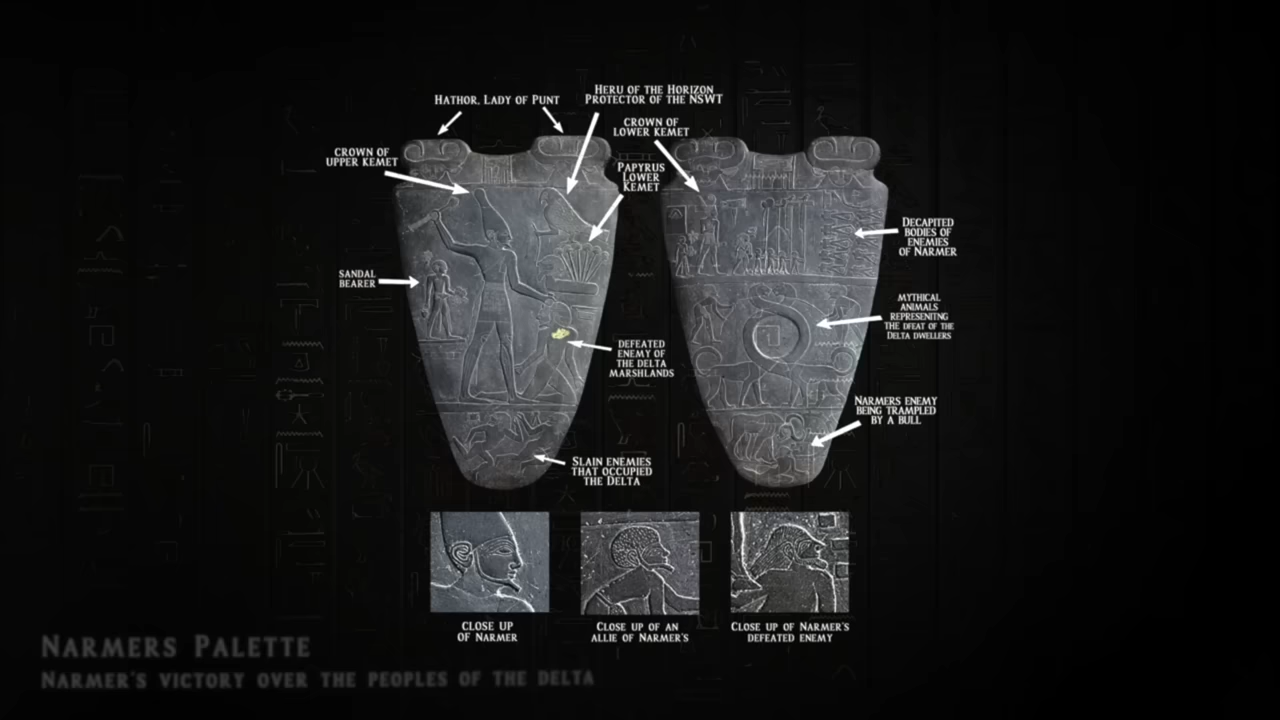 Hathor, Lady of Punt
Heru of the Horizon
Protector of the NSWT
Crown of
Lower Kemet
Crown of
Upper Kemet
Papyrus
Lower
Kemet
Decapited
bodies of
enemies
of Narmer
Sandal
bearer
Mythical
animals
represenitng
the dfeat of the
Delta dwellers
Defeated
enemy of
the Delta
marshlands
Narmers enemy
being trampled
by a bull
Slain enemies
that occupied
the Delta
Close up
of Narmer
Close up of an
allie of Narmer's
Close up of Narmer's
defeated enemy
Narmers Palette
Narmer's victory over the peoples of the Delta